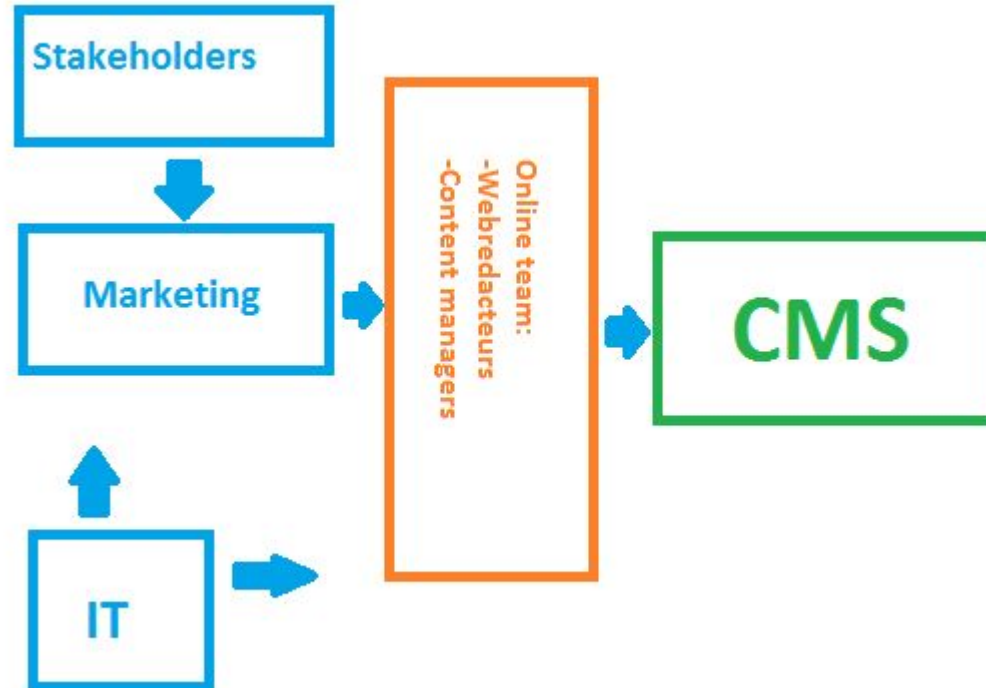 Stakeholders
Marketing
IT
Online team:
-Webredacteurs
-Content managers
CMS